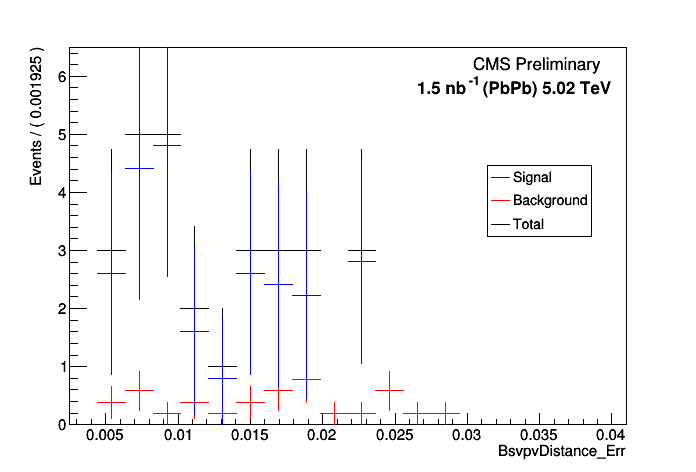 CMS Preliminary
1.5 nb⁻¹ (PbPb) 5.02 TeV
Events / ( 0.001925 )
6
5
4
3
2
1
0
Signal
Background
Total
0.005 0.01 0.015 0.02 0.025 0.03 0.035 0.04
BsvpvDistance_Err